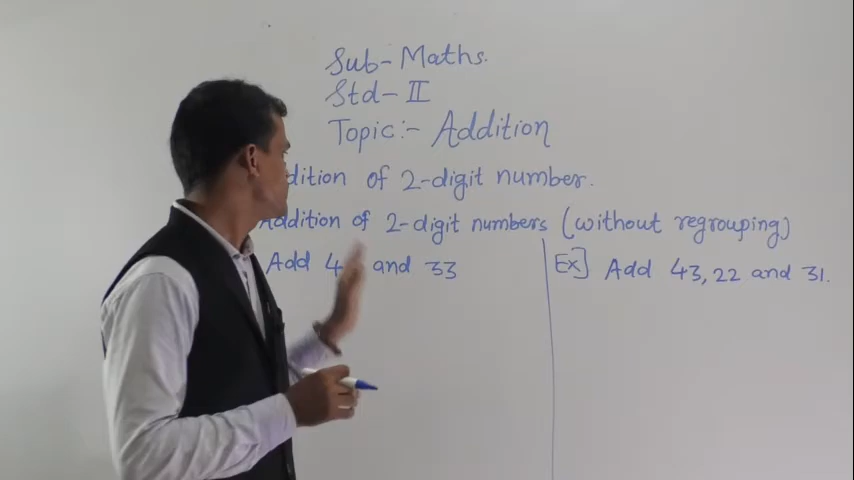 Sub- Maths.
Std- II
Topic:- Addition
dition of 2-digit number.
Addition of 2-digit numbers (without regrouping)
Add 4 and 33
Ex] Add 43, 22 and 31.